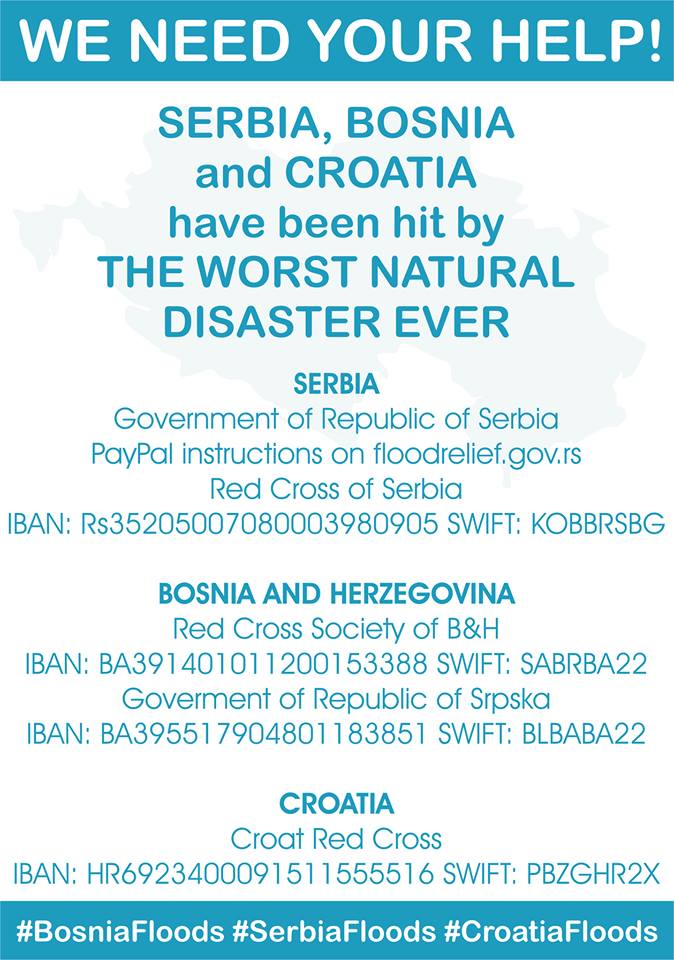 WE NEED YOUR HELP!
SERBIA, BOSNIA
and CROATIA
have been hit by
THE WORST NATURAL
DISASTER EVER
SERBIA
Government of Republic of Serbia
PayPal instructions on floodrelief.gov.rs
Red Cross of Serbia
IBAN: Rs35205007080003980905 SWIFT: KOBBRSBG
BOSNIA AND HERZEGOVINA
Red Cross Society of B&H
IBAN: BA391401011200153388 SWIFT: SABRBA22
Goverment of Republic of Srpska
IBAN: BA395517904801183851 SWIFT: BLBABA22
CROATIA
Croat Red Cross
IBAN: HR6923400091511555516 SWIFT: PBZGHR2X
#BosniaFloods #SerbiaFloods #CroatiaFloods